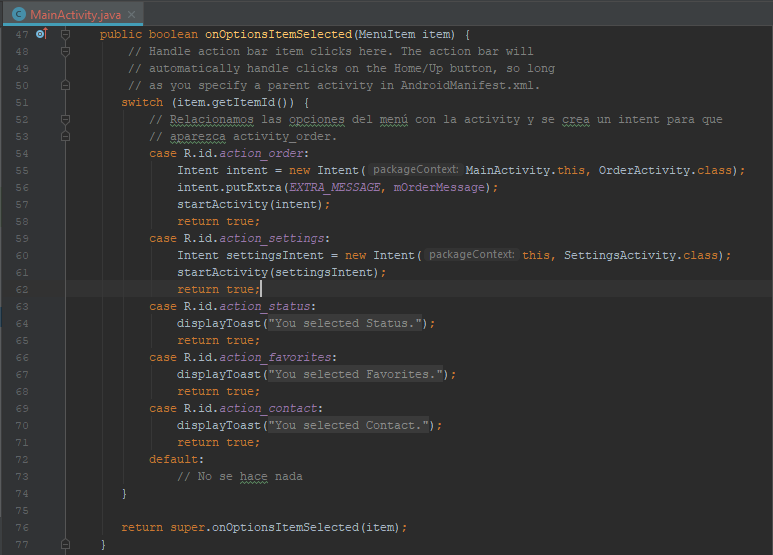 MainActivity.java
47 public boolean onOptionsItemSelected(MenuItem item) {
48 // Handle action bar item clicks here. The action bar will
49 // automatically handle clicks on the Home/Up button, so long
50 // as you specify a parent activity in AndroidManifest.xml.
51 switch (item.getItemId()) {
52 // Relacionamos las opciones del menú con la activity y se crea un intent para que
53 // aparezca activity_order.
54 case R.id.action_order:
55 Intent intent = new Intent( packageContext: MainActivity.this, OrderActivity.class);
56 intent.putExtra(EXTRA_MESSAGE, mOrderMessage);
57 startActivity(intent);
58 return true;
59 case R.id.action_settings:
60 Intent settingsIntent = new Intent( packageContext: this, SettingsActivity.class);
61 startActivity(settingsIntent);
62 return true;
63 case R.id.action_status:
64 displayToast("You selected Status.");
65 return true;
66 case R.id.action_favorites:
67 displayToast("You selected Favorites.");
68 return true;
69 case R.id.action_contact:
70 displayToast("You selected Contact.");
71 return true;
72 default:
73 // No se hace nada
74 }
75
76 return super.onOptionsItemSelected(item);
77 }